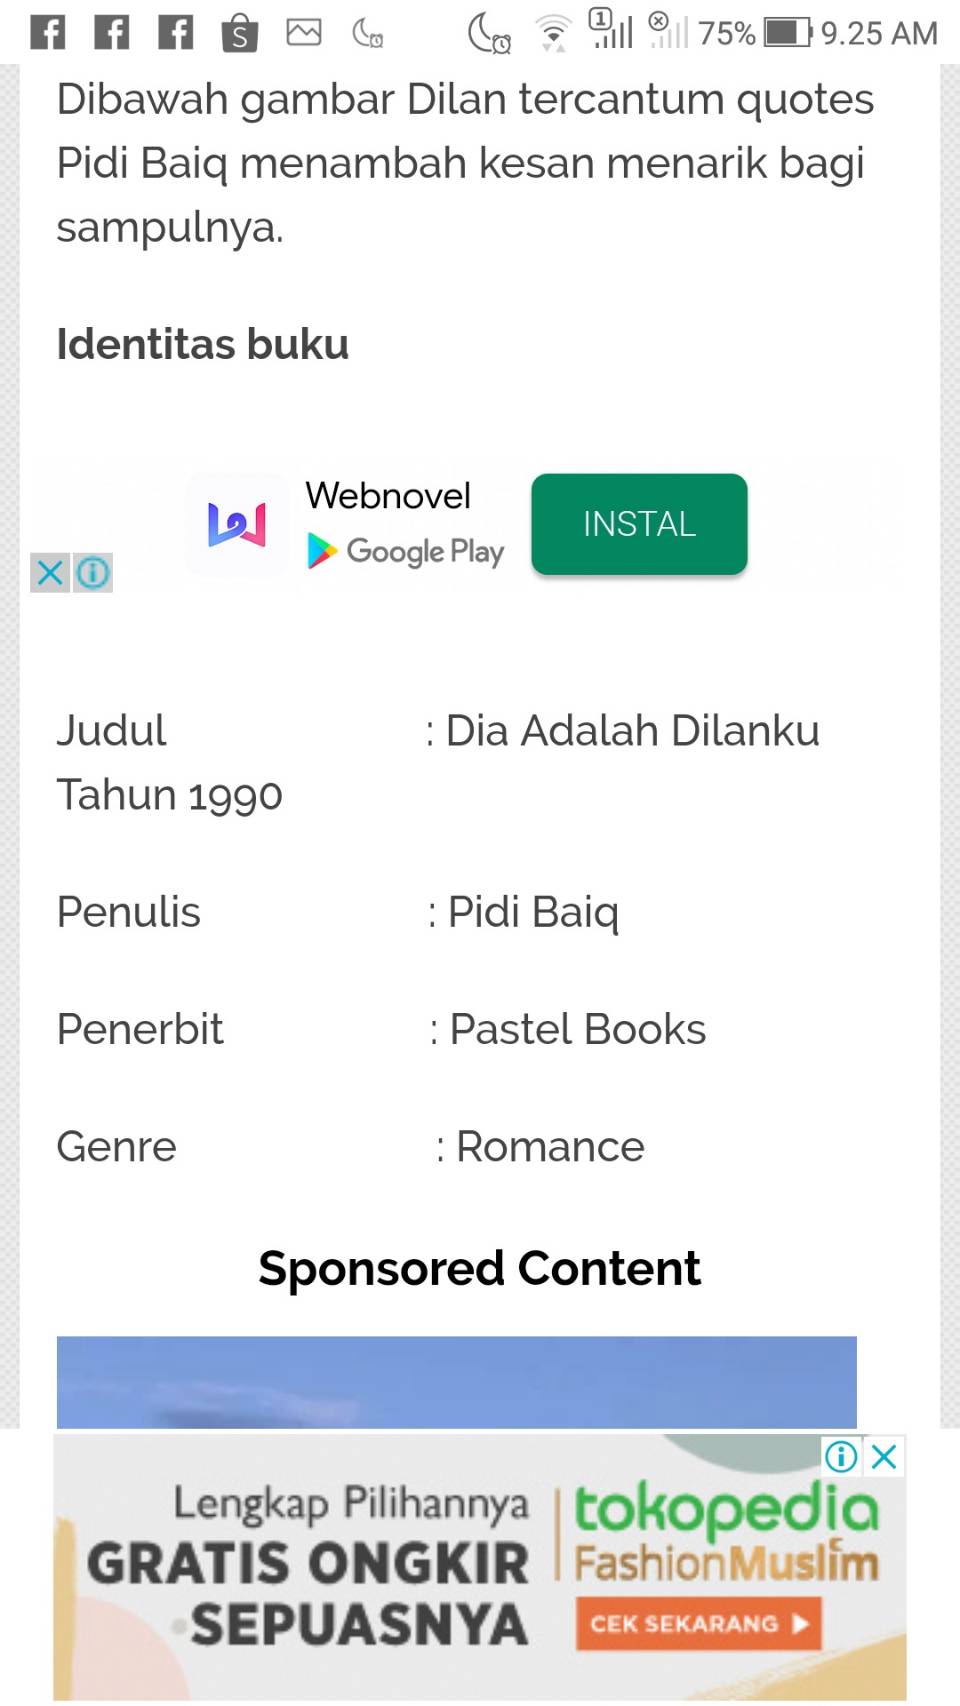 S 1 75% 9.25 AM
Dibawah gambar Dilan tercantum quotes
Pidi Baiq menambah kesan menarik bagi
sampulnya.
Identitas buku
Webnovel
Google Play
INSTAL
Judul : Dia Adalah Dilanku
Tahun 1990
Penulis : Pidi Baiq
Penerbit : Pastel Books
Genre : Romance
Sponsored Content
Lengkap Pilihannya
GRATIS ONGKIR
SEPUASNYA
tokopedia
FashionMuslim
CEK SEKARANG